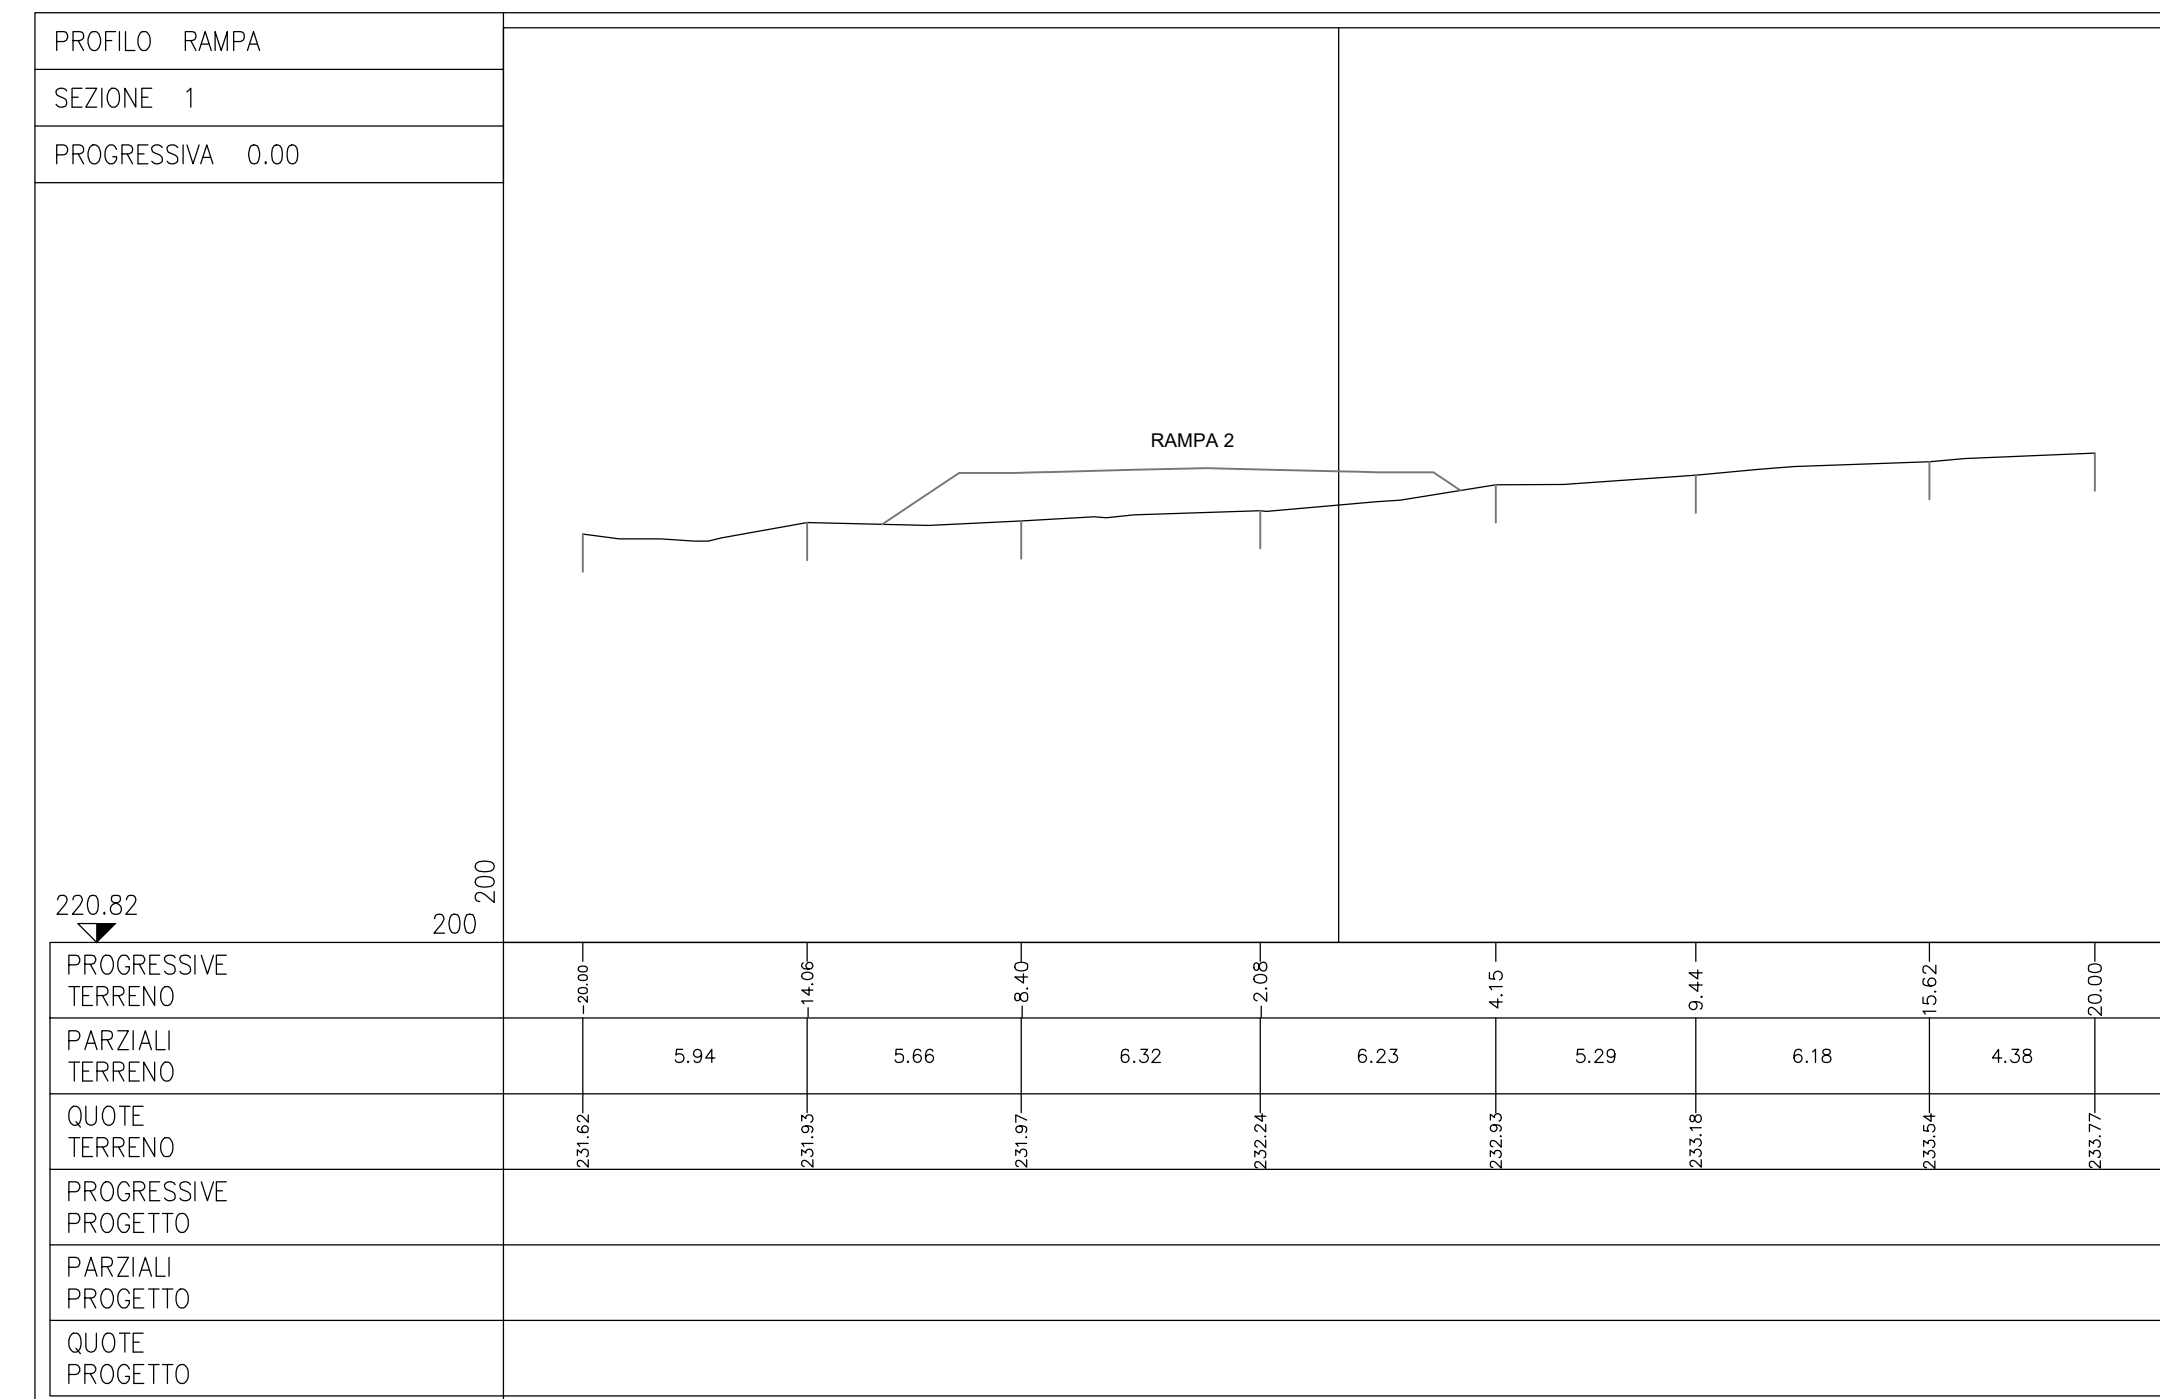 PROFILO RAMPA
SEZIONE 1
PROGRESSIVA 0.00
RAMPA 2
200
220.82
200
PROGRESSIVE
TERRENO
-20.00 -14.06 -8.40 -2.08 4.15 9.44 15.62 20.00
PARZIALI
TERRENO
5.94 5.66 6.32 6.23 5.29 6.18 4.38
QUOTE
TERRENO
231.62 231.93 231.97 232.24 232.93 233.18 233.54 233.77
PROGRESSIVE
PROGETTO
PARZIALI
PROGETTO
QUOTE
PROGETTO